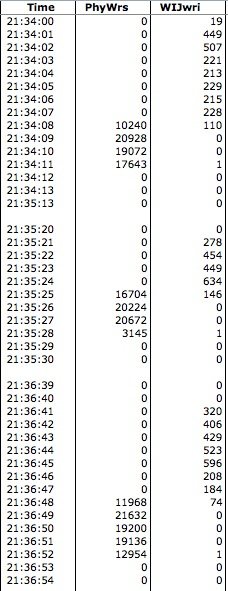 Time PhyWrs WIJwri
21:34:00 0 19
21:34:01 0 449
21:34:02 0 507
21:34:03 0 221
21:34:04 0 213
21:34:05 0 229
21:34:06 0 215
21:34:07 0 228
21:34:08 10240 110
21:34:09 20928 0
21:34:10 19072 0
21:34:11 17643 1
21:34:12 0 0
21:34:13 0 0
21:35:13 0 0
21:35:20 0 0
21:35:21 0 278
21:35:22 0 454
21:35:23 0 449
21:35:24 0 634
21:35:25 16704 146
21:35:26 20224 0
21:35:27 20672 0
21:35:28 3145 1
21:35:29 0 0
21:35:30 0 0
21:36:39 0 0
21:36:40 0 0
21:36:41 0 320
21:36:42 0 406
21:36:43 0 429
21:36:44 0 523
21:36:45 0 596
21:36:46 0 208
21:36:47 0 184
21:36:48 11968 74
21:36:49 21632 0
21:36:50 19200 0
21:36:51 19136 0
21:36:52 12954 1
21:36:53 0 0
21:36:54 0 0